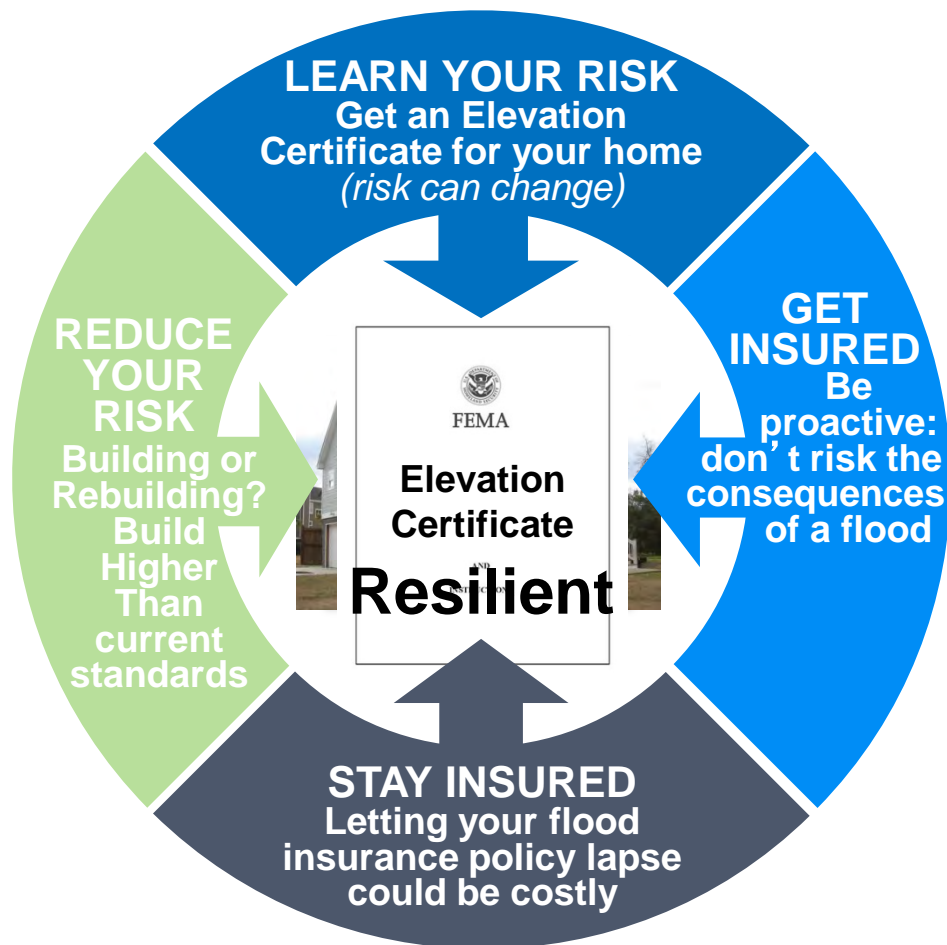 LEARN YOUR RISK
Get an Elevation
Certificate for your home
(risk can change)
GET
INSURED
Be
proactive:
don’t risk the
consequences
of a flood
STAY INSURED
Letting your flood
insurance policy lapse
could be costly
REDUCE
YOUR
RISK
Building or
Rebuilding?
Build
Higher
Than
current
standards
FEMA
Elevation
Certificate
AND
Resilient